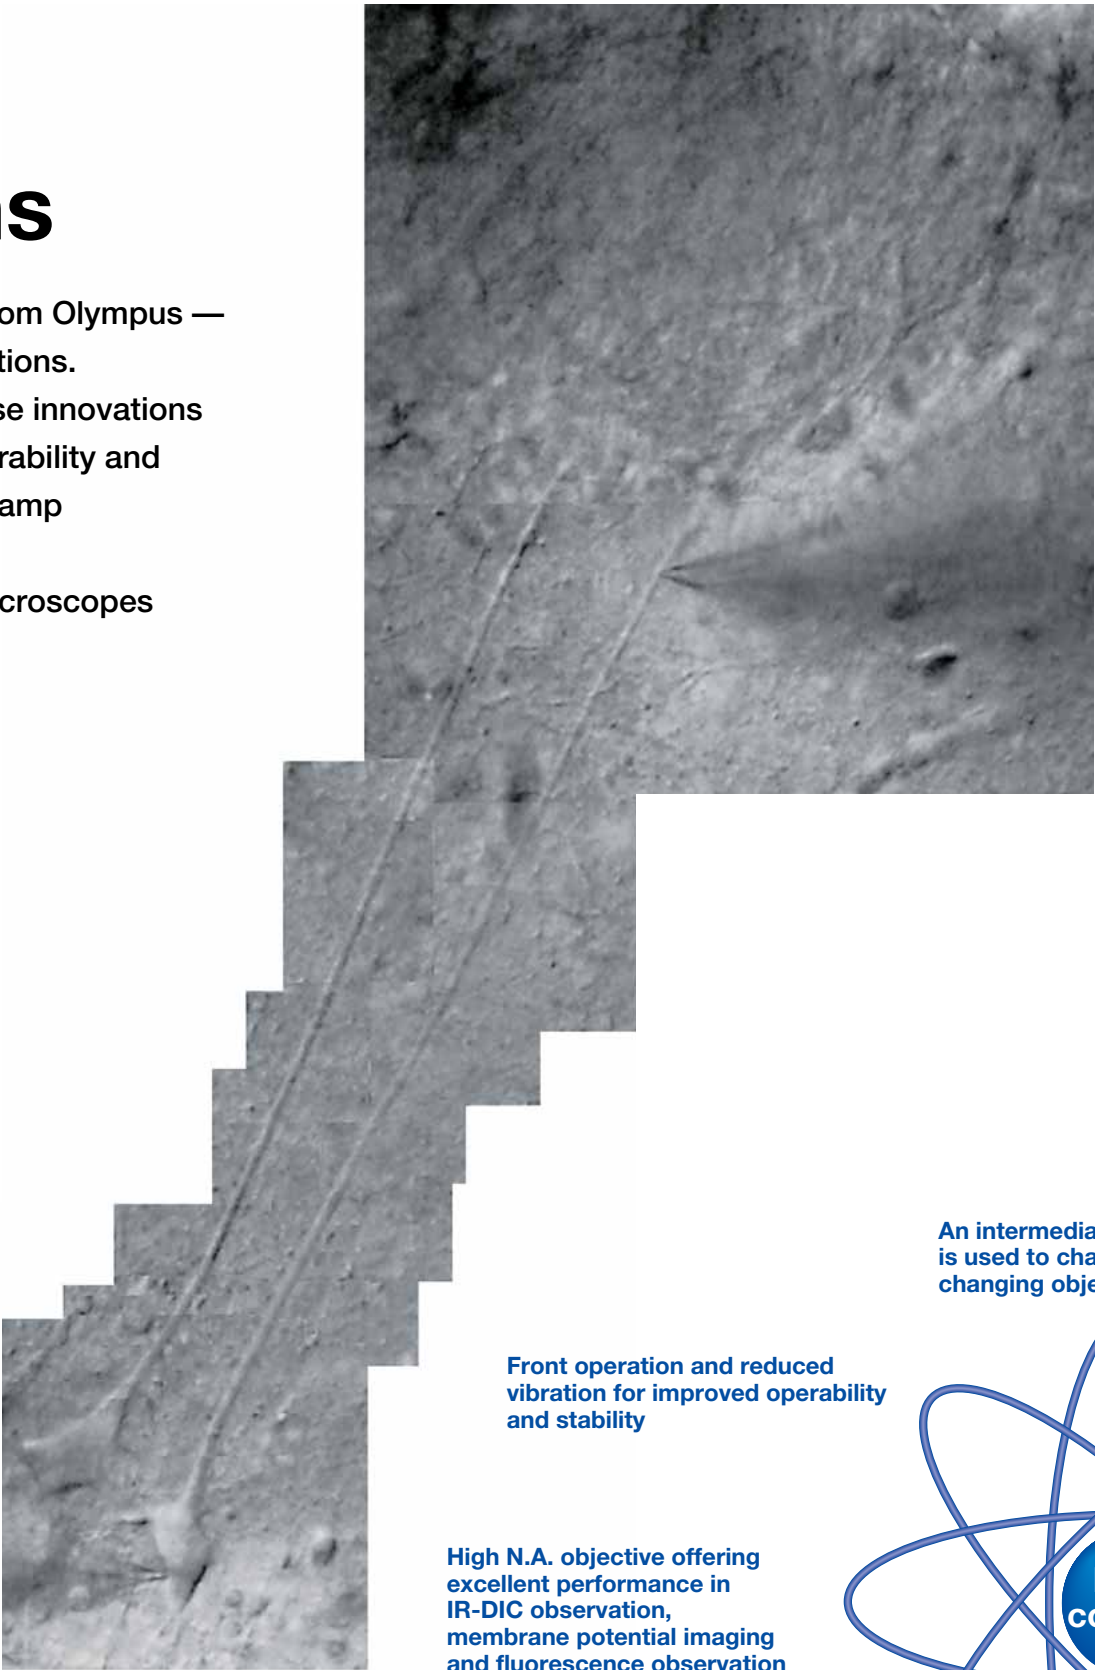 ns
om Olympus —
tions.
se innovations
rability and
amp
croscopes
An intermedia
is used to cha
changing obje
Front operation and reduced
vibration for improved operability
and stability
High N.A. objective offering
excellent performance in
IR-DIC observation,
membrane potential imaging
and fluorescence observation